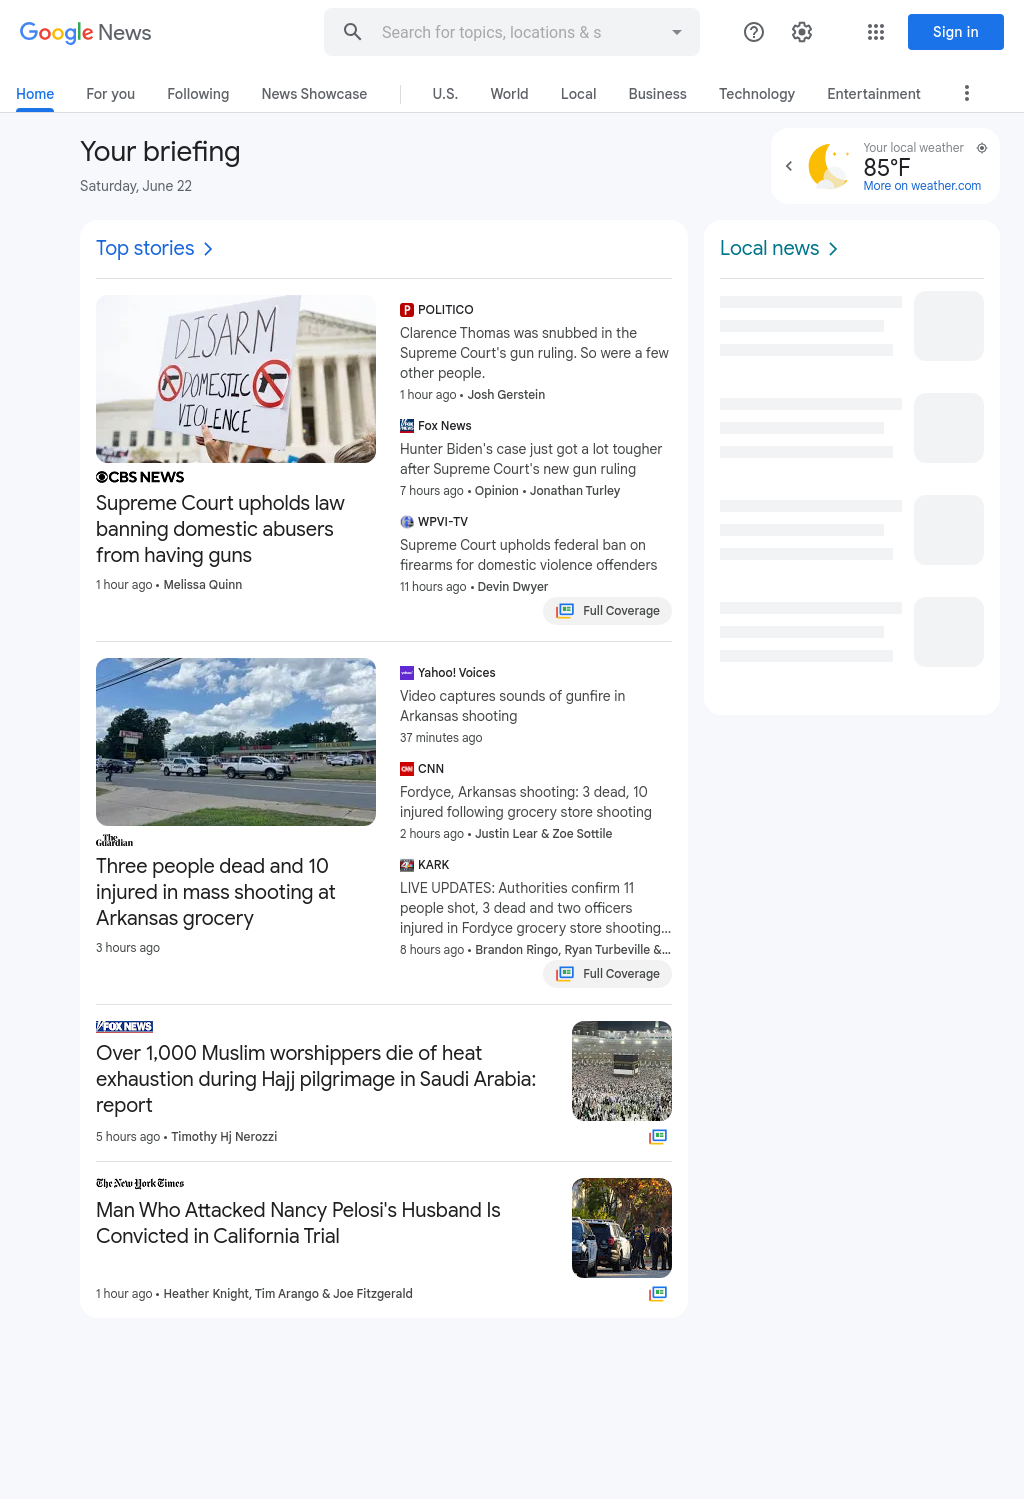 Google News
Search for topics, locations & s
Sign in
Home
For you
Following
News Showcase
U.S.
World
Local
Business
Technology
Entertainment
Your briefing
Saturday, June 22
Your local weather
85°F
More on weather.com
Top stories
DISARM
DOMESTIC
VIOLENCE
CBS NEWS
Supreme Court upholds law
banning domestic abusers
from having guns
1 hour ago • Melissa Quinn
POLITICO
Clarence Thomas was snubbed in the
Supreme Court's gun ruling. So were a few
other people.
1 hour ago • Josh Gerstein
Fox News
Hunter Biden's case just got a lot tougher
after Supreme Court's new gun ruling
7 hours ago • Opinion • Jonathan Turley
WPVI-TV
Supreme Court upholds federal ban on
firearms for domestic violence offenders
11 hours ago • Devin Dwyer
Full Coverage
The
Guardian
Three people dead and 10
injured in mass shooting at
Arkansas grocery
3 hours ago
Yahoo! Voices
Video captures sounds of gunfire in
Arkansas shooting
37 minutes ago
CNN
Fordyce, Arkansas shooting: 3 dead, 10
injured following grocery store shooting
2 hours ago • Justin Lear & Zoe Sottile
KARK
LIVE UPDATES: Authorities confirm 11
people shot, 3 dead and two officers
injured in Fordyce grocery store shooting…
8 hours ago • Brandon Ringo, Ryan Turbeville &…
Full Coverage
FOX NEWS
Over 1,000 Muslim worshippers die of heat
exhaustion during Hajj pilgrimage in Saudi Arabia:
report
5 hours ago • Timothy Hj Nerozzi
The New York Times
Man Who Attacked Nancy Pelosi's Husband Is
Convicted in California Trial
1 hour ago • Heather Knight, Tim Arango & Joe Fitzgerald
Local news